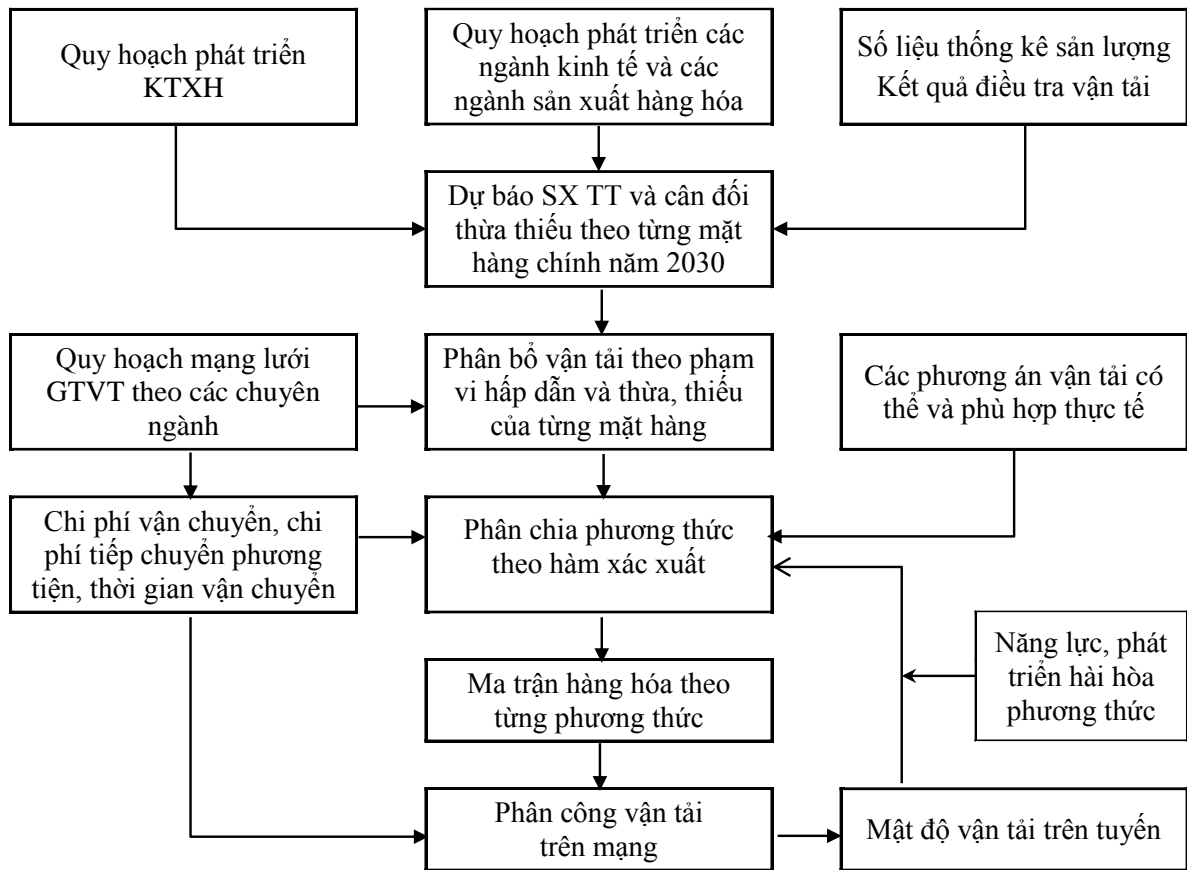 Quy hoạch phát triển
KTXH
Quy hoạch phát triển các
ngành kinh tế và các
ngành sản xuất hàng hóa
Số liệu thống kê sản lượng
Kết quả điều tra vận tải
Dự báo SX TT và cân đối
thừa thiếu theo từng mặt
hàng chính năm 2030
Quy hoạch mạng lưới
GTVT theo các chuyên
ngành
Phân bổ vận tải theo phạm
vi hấp dẫn và thừa, thiếu
của từng mặt hàng
Các phương án vận tải có
thể và phù hợp thực tế
Chi phí vận chuyển, chi
phí tiếp chuyển phương
tiện, thời gian vận chuyển
Phân chia phương thức
theo hàm xác xuất
Năng lực, phát
triển hài hòa
phương thức
Ma trận hàng hóa theo
từng phương thức
Phân công vận tải
trên mạng
Mật độ vận tải trên tuyến